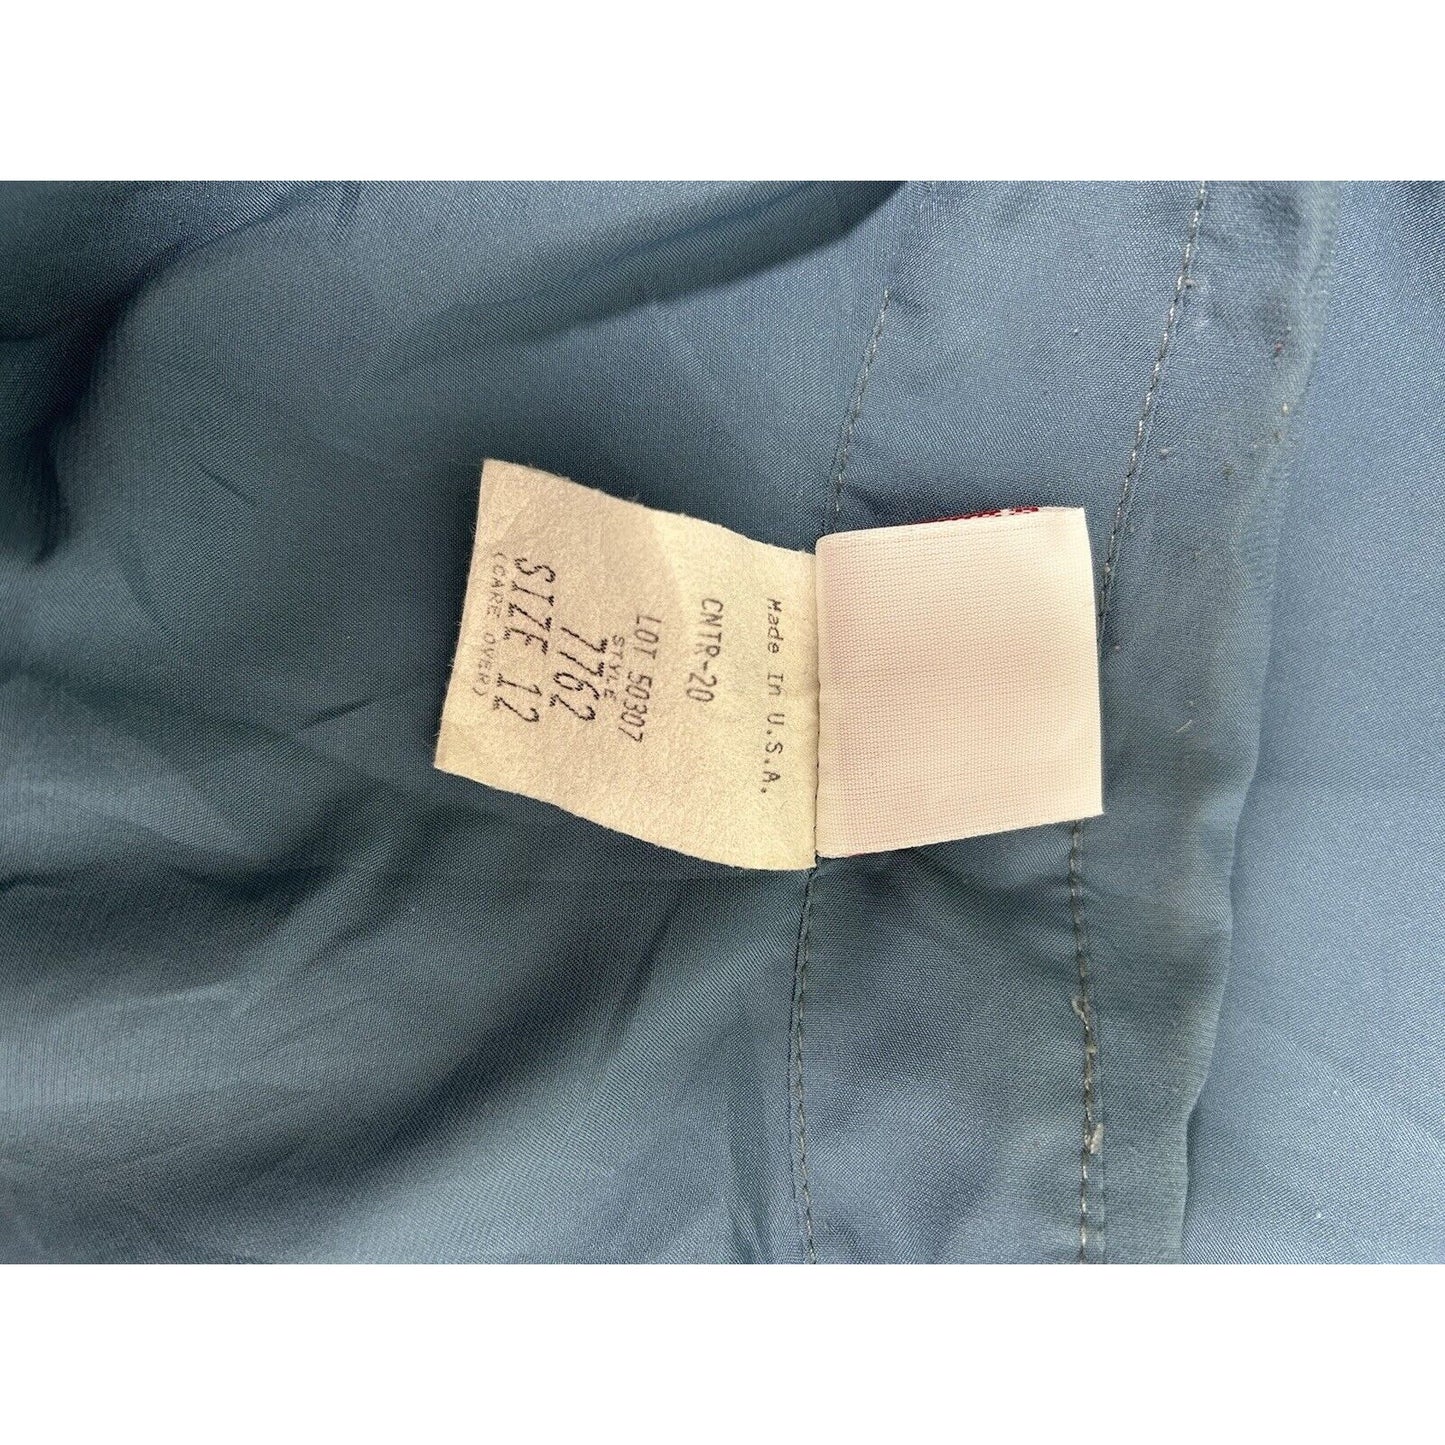 Made In U.S.A.
CNTR-20
LOT 50307
STYLE
7762
SIZE 12
(CARE OVER)